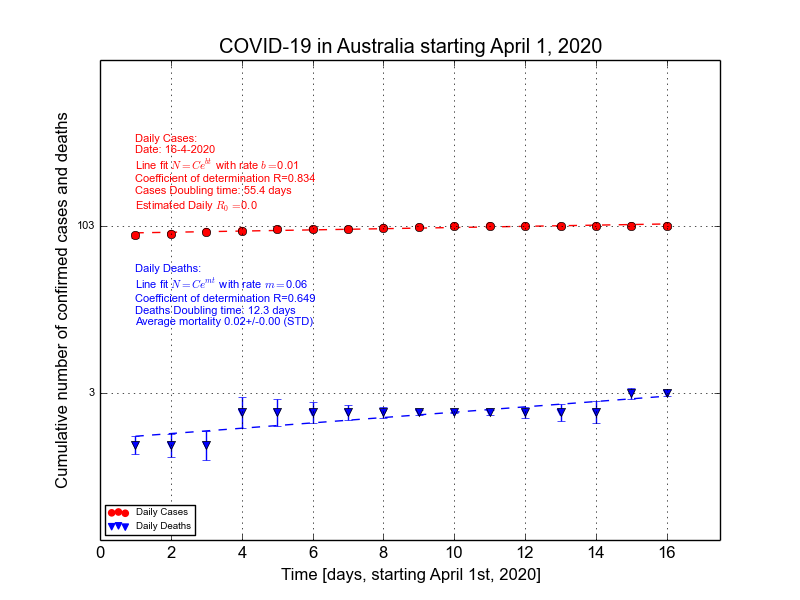 COVID-19 in Australia starting April 1, 2020
Cumulative number of confirmed cases and deaths
Daily Cases:
Date: 16-4-2020
Line fit N=Ce^{bt} with rate b=0.01
Coefficient of determination R=0.834
Cases Doubling time: 55.4 days
Estimated Daily R_0=0.0
103
Daily Deaths:
Line fit N=Ce^{mt} with rate m=0.06
Coefficient of determination R=0.649
Deaths Doubling time: 12.3 days
Average mortality 0.02+/-0.00 (STD)
3
Daily Cases
Daily Deaths
0 2 4 6 8 10 12 14 16
Time [days, starting April 1st, 2020]